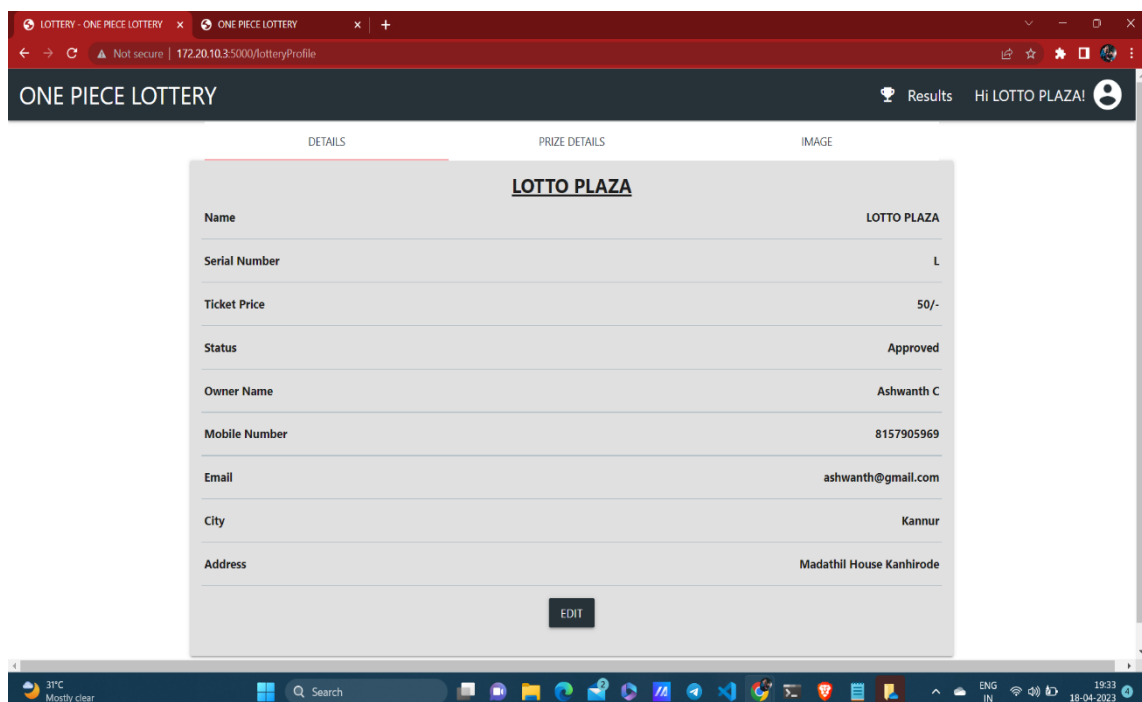 LOTTERY - ONE PIECE LOTTERY ONE PIECE LOTTERY
Not secure | 172.20.10.3:5000/lotteryProfile
ONE PIECE LOTTERY Results Hi LOTTO PLAZA!
DETAILS PRIZE DETAILS IMAGE
LOTTO PLAZA
Name LOTTO PLAZA
Serial Number L
Ticket Price 50/-
Status Approved
Owner Name Ashwanth C
Mobile Number 8157905969
Email ashwanth@gmail.com
City Kannur
Address Madathil House Kanhirode
EDIT
31°C
Mostly clear
Search
2
ENG
IN
19:33
18-04-2023
4